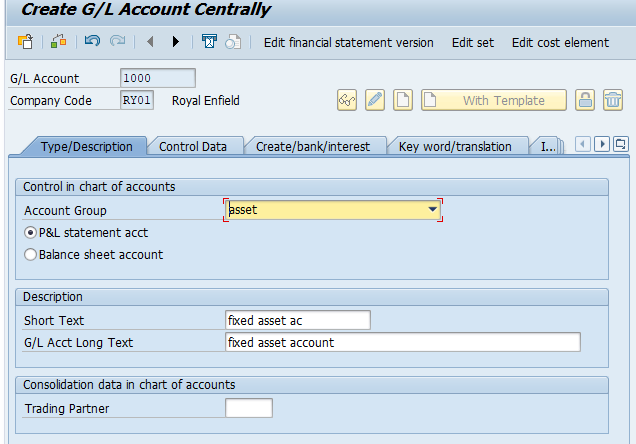 Create G/L Account Centrally
Edit financial statement version Edit set Edit cost element
G/L Account 1000
Company Code RY01 Royal Enfield With Template
Type/Description Control Data Create/bank/interest Key word/translation I...
Control in chart of accounts
Account Group asset
P&L statement acct
Balance sheet account
Description
Short Text fixed asset ac
G/L Acct Long Text fixed asset account
Consolidation data in chart of accounts
Trading Partner